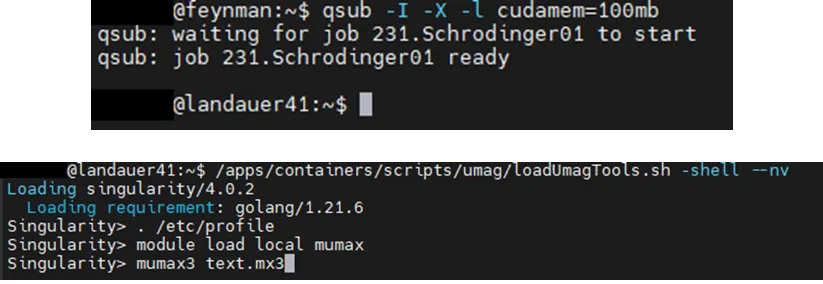 @feynman:~$ qsub -I -X -l cudamem=100mb
qsub: waiting for job 231.Schrodinger01 to start
qsub: job 231.Schrodinger01 ready
@landauer41:~$
@landauer41:~$ /apps/containers/scripts/umag/loadUmagTools.sh -shell --nv
Loading singularity/4.0.2
  Loading requirement: golang/1.21.6
Singularity> . /etc/profile
Singularity> module load local mumax
Singularity> mumax3 text.mx3